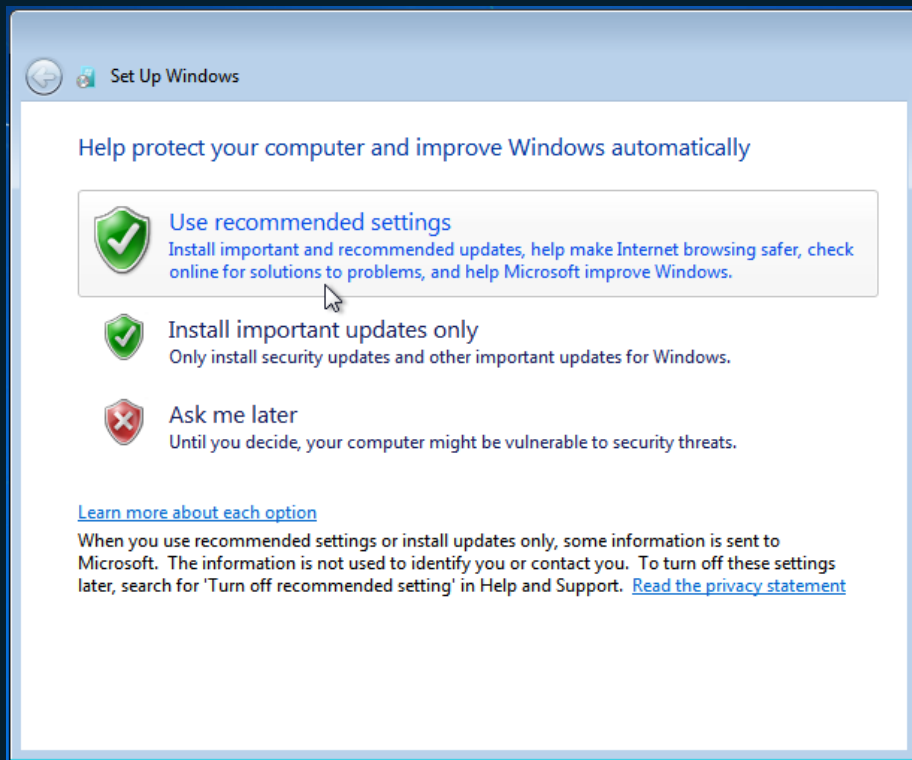 Set Up Windows
Help protect your computer and improve Windows automatically
Use recommended settings
Install important and recommended updates, help make Internet browsing safer, check
online for solutions to problems, and help Microsoft improve Windows.
Install important updates only
Only install security updates and other important updates for Windows.
Ask me later
Until you decide, your computer might be vulnerable to security threats.
Learn more about each option
When you use recommended settings or install updates only, some information is sent to
Microsoft.  The information is not used to identify you or contact you.  To turn off these settings
later, search for 'Turn off recommended setting' in Help and Support.  Read the privacy statement